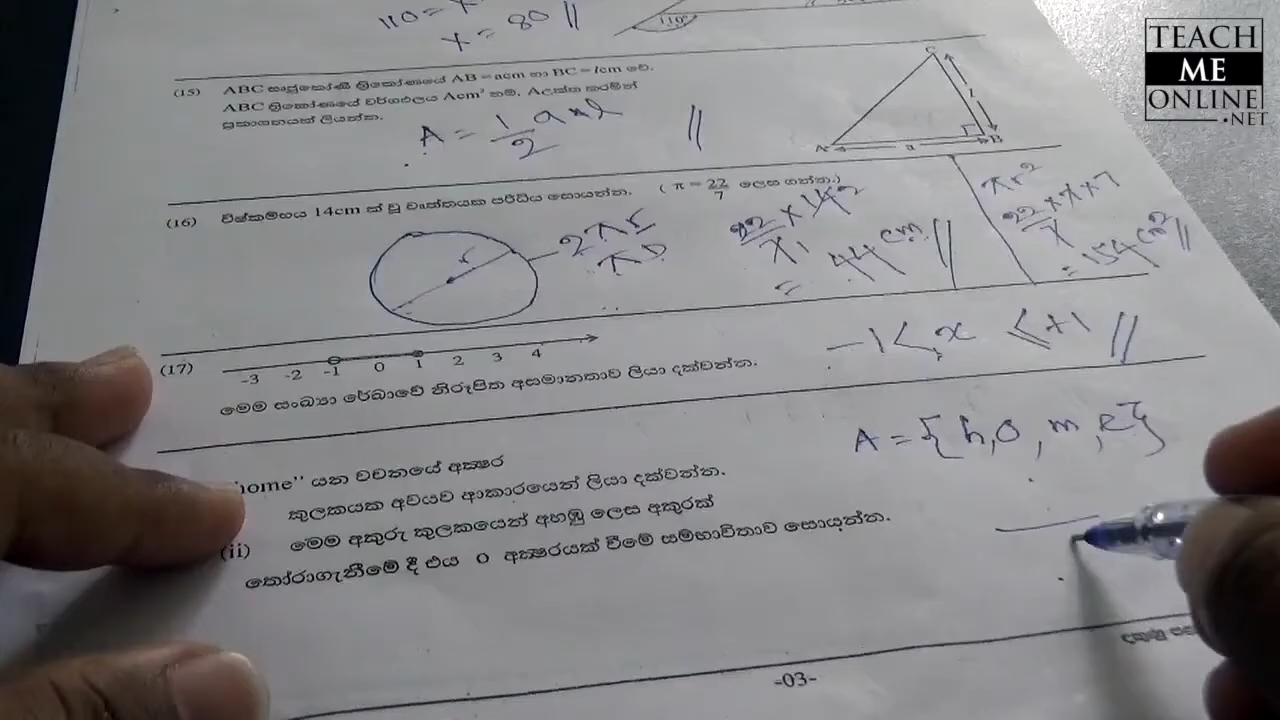 110 =
x = 80 //
110°
(15) ABC සෘජුකෝණී ත්‍රිකෝණයේ AB = acm හා BC = lcm වේ.
ABC ත්‍රිකෝණයේ වර්ගඵලය Acm² නම්, A උක්ත කරමින්
ප්‍රකාශනයක් ලියන්න.
A = 1/2 a x l //
C
l
A a B
(16) විෂ්කම්භය 14cm ක් වූ වෘත්තයක පරිධිය සොයන්න. ( π = 22/7 ලෙස ගන්න.)
r
2πr
πD
22/7 x 14 2
1
= 44 cm //
πr²
22/7 x 7 x 7
= 154 cm² //
(17) -3 -2 -1 0 1 2 3 4
මෙම සංඛ්‍යා රේඛාවේ නිරූපිත අසමානතාව ලියා දක්වන්න.
-1 < x ≤ +1 //
home" යන වචනයේ අක්ෂර
කුලකයක අවයව ආකාරයෙන් ලියා දක්වන්න.
A = {h, o, m, e}
(ii) මෙම අකුරු කුලකයෙන් අහඹු ලෙස අකුරක්
තෝරාගැනීමේ දී එය o අක්ෂරයක් වීමේ සම්භාවිතාව සොයන්න.
-03-
TEACH
ME
ONLINE
.NET